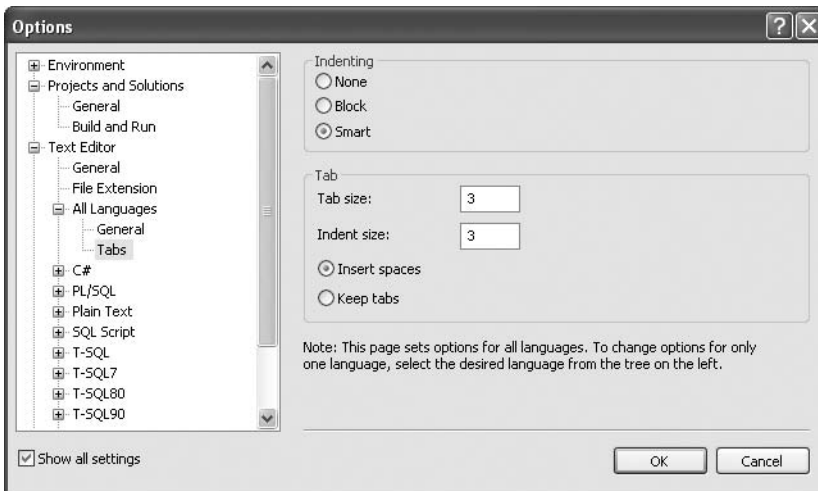 Options
Environment
Projects and Solutions
General
Build and Run
Text Editor
General
File Extension
All Languages
General
Tabs
C#
PL/SQL
Plain Text
SQL Script
T-SQL
T-SQL7
T-SQL80
T-SQL90
Show all settings
Indenting
None
Block
Smart
Tab
Tab size: 3
Indent size: 3
Insert spaces
Keep tabs
Note: This page sets options for all languages. To change options for only
one language, select the desired language from the tree on the left.
OK Cancel